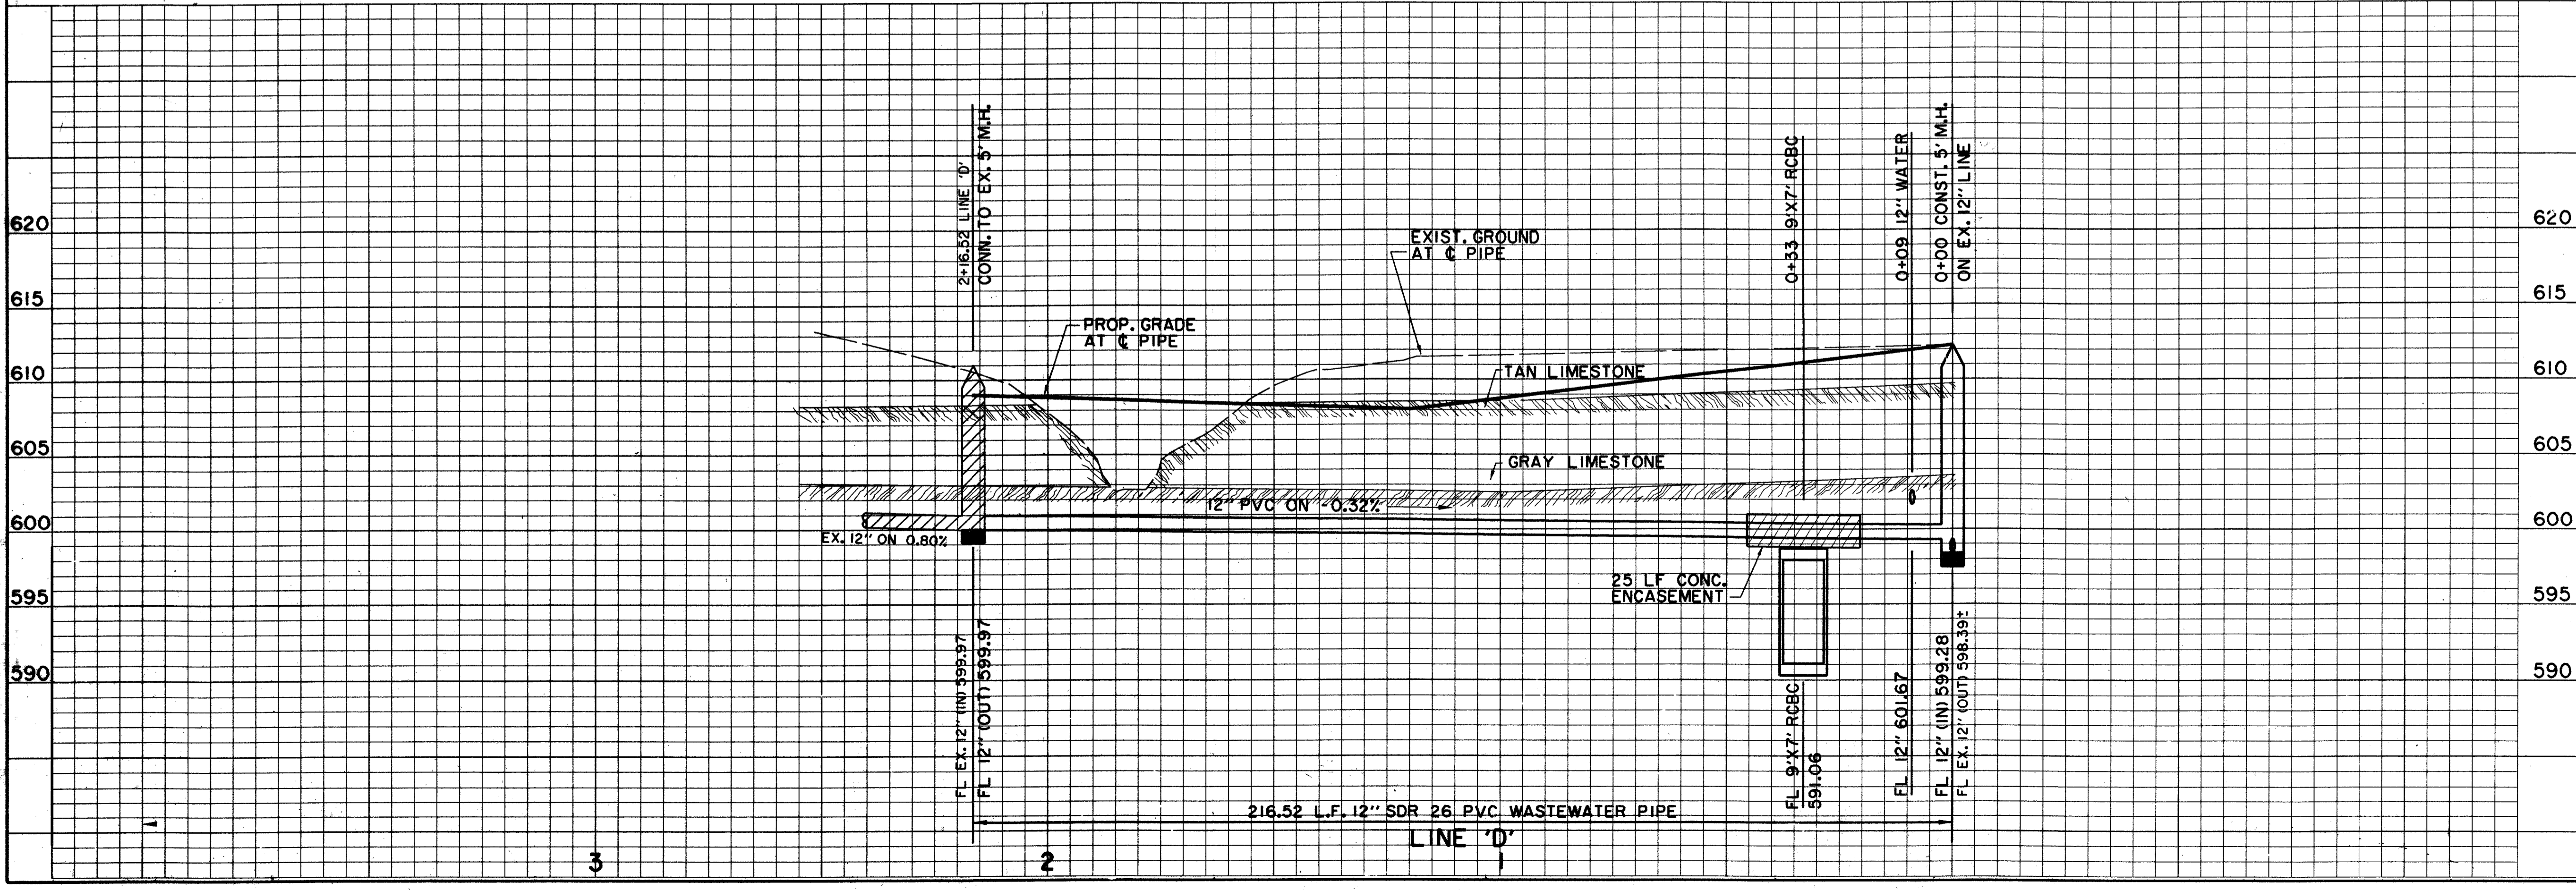 2+16.52 LINE 'D'
CONN. TO EX. 5' M.H.
0+33 9'X7' RCBC
0+09 12" WATER
0+00 CONST. 5' M.H.
ON EX. 12" LINE
620
620
EXIST. GROUND
AT ℄ PIPE
615
615
PROP. GRADE
AT ℄ PIPE
610
610
TAN LIMESTONE
605
605
GRAY LIMESTONE
12" PVC ON -0.32%
600
600
EX. 12" ON 0.80%
25 LF CONC.
ENCASEMENT
595
595
590
590
FL EX. 12" (IN) 599.97
FL 12" (OUT) 599.97
FL 9'X7' RCBC
591.06
FL 12" 601.67
FL 12" (IN) 599.28
FL EX. 12" (OUT) 598.39±
216.52 L.F. 12" SDR 26 PVC WASTEWATER PIPE
LINE 'D'
3
2
1